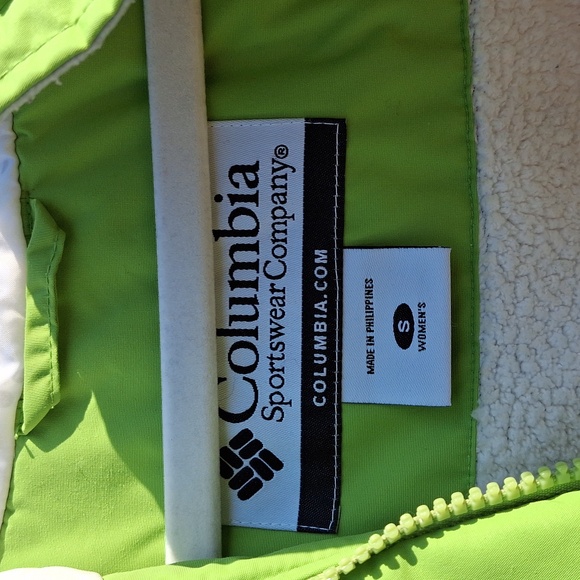 Columbia
Sportswear Company®
COLUMBIA.COM
MADE IN PHILIPPINES
S
WOMEN'S